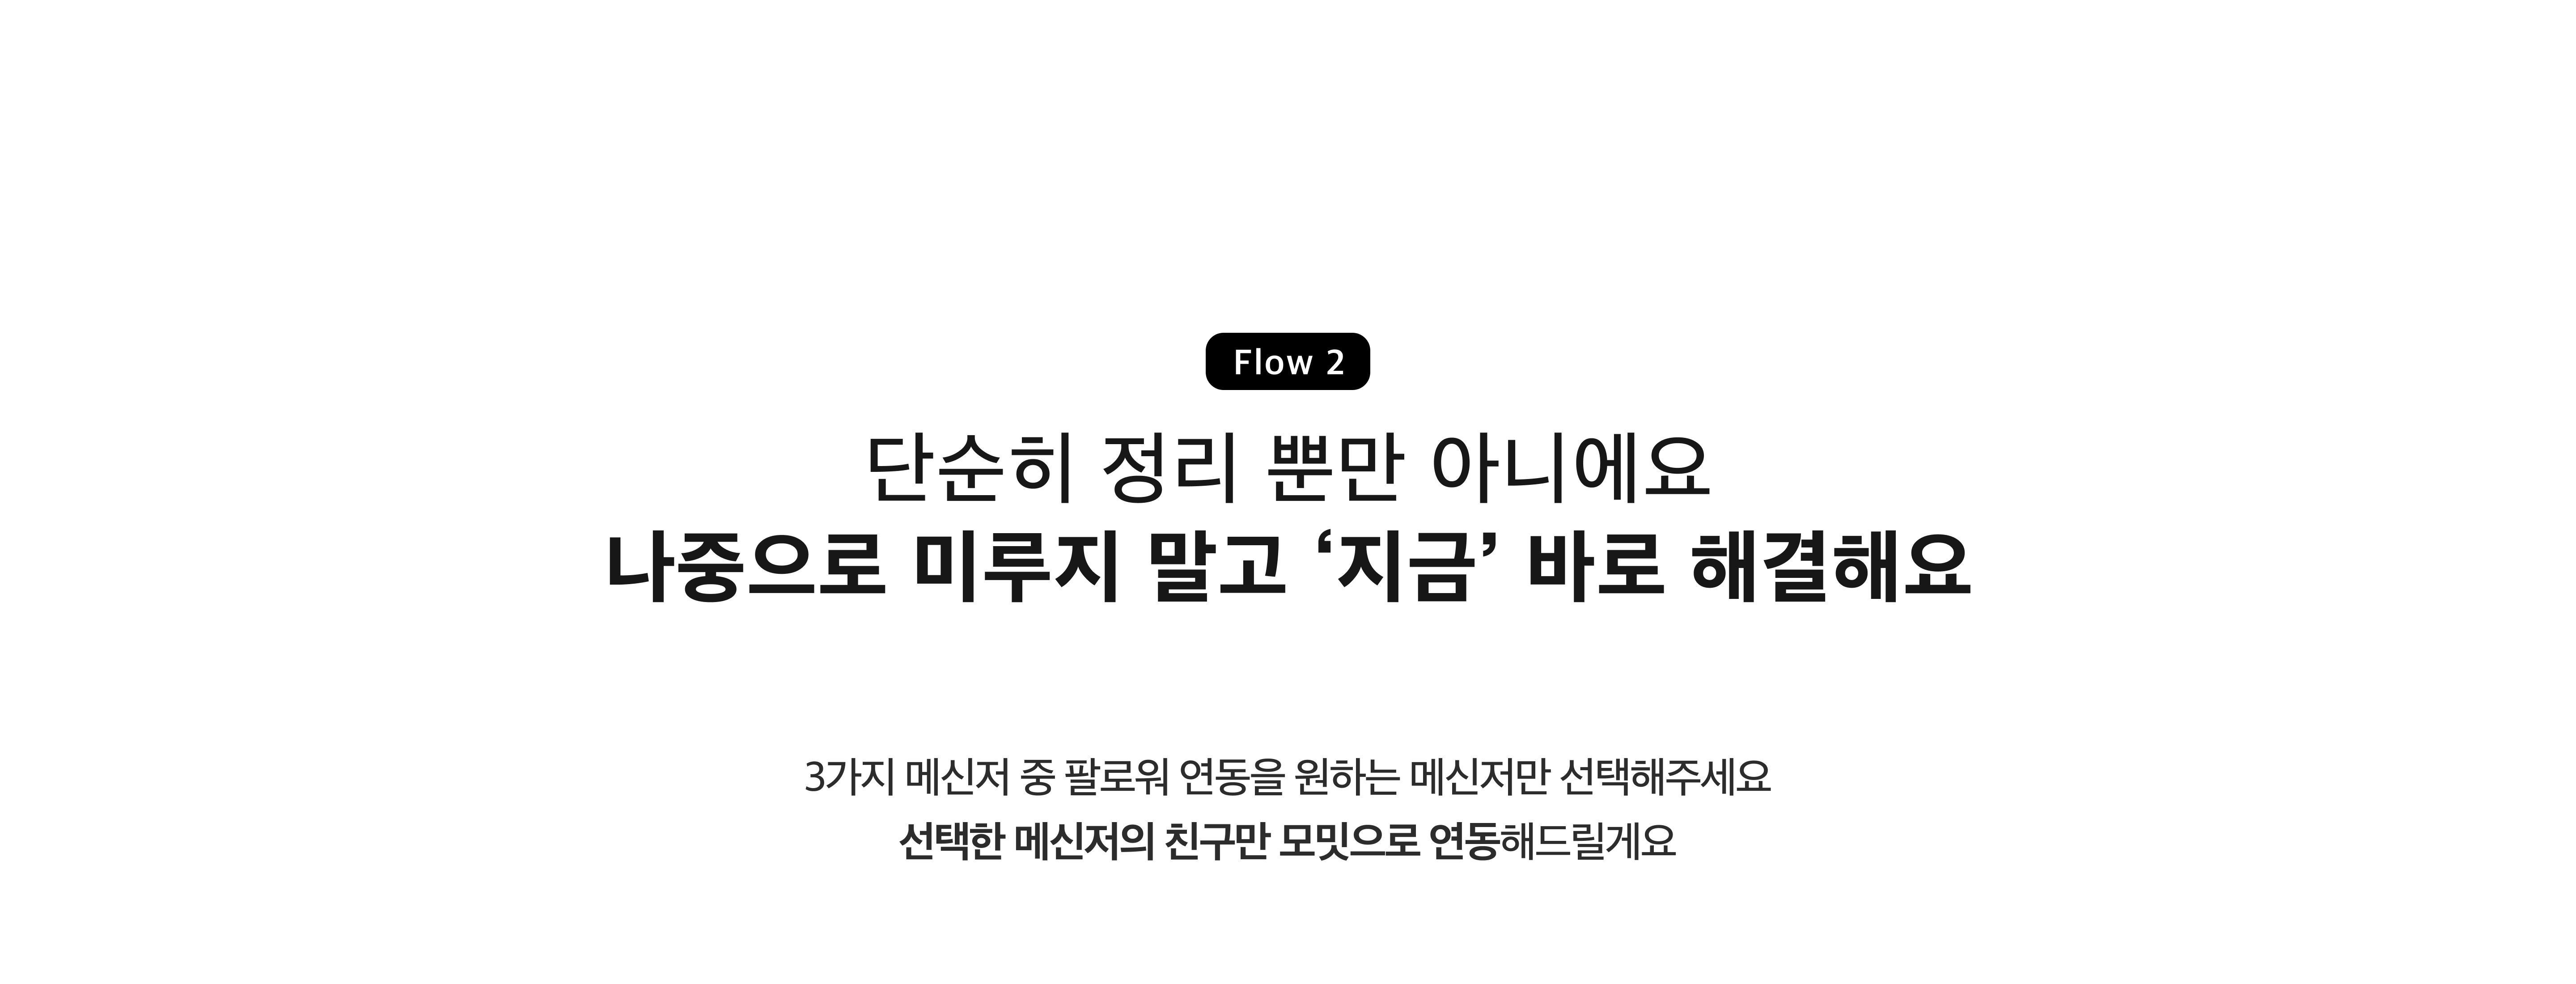 Flow 2
단순히 정리 뿐만 아니에요
나중으로 미루지 말고 ‘지금’ 바로 해결해요
3가지 메신저 중 팔로워 연동을 원하는 메신저만 선택해주세요
선택한 메신저의 친구만 모밋으로 연동해드릴게요